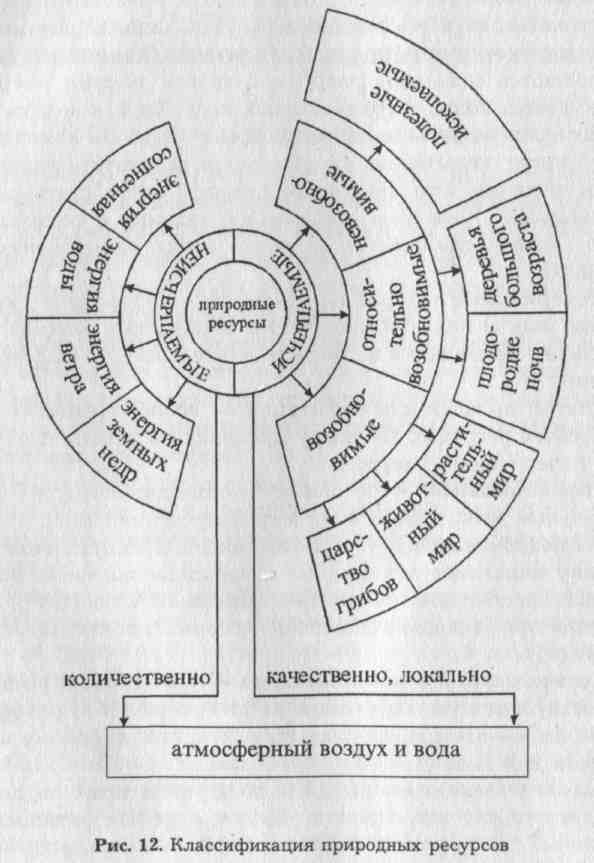 природные
ресурсы
НЕИСЧЕРПАЕМЫЕ
ИСЧЕРПАЕМЫЕ
энергия
солнечная
энергия
воды
энергия
ветра
энергия
земных
недр
невозобно-
вимые
полезные
ископаемые
относи-
тельно
возобновимые
деревья
большого
возраста
плодо-
родие
почв
возобно-
вимые
расти-
тель-
ный
мир
живот-
ный
мир
цар-
ство
грибов
количественно
качественно, локально
атмосферный воздух и вода
Рис. 12. Классификация природных ресурсов